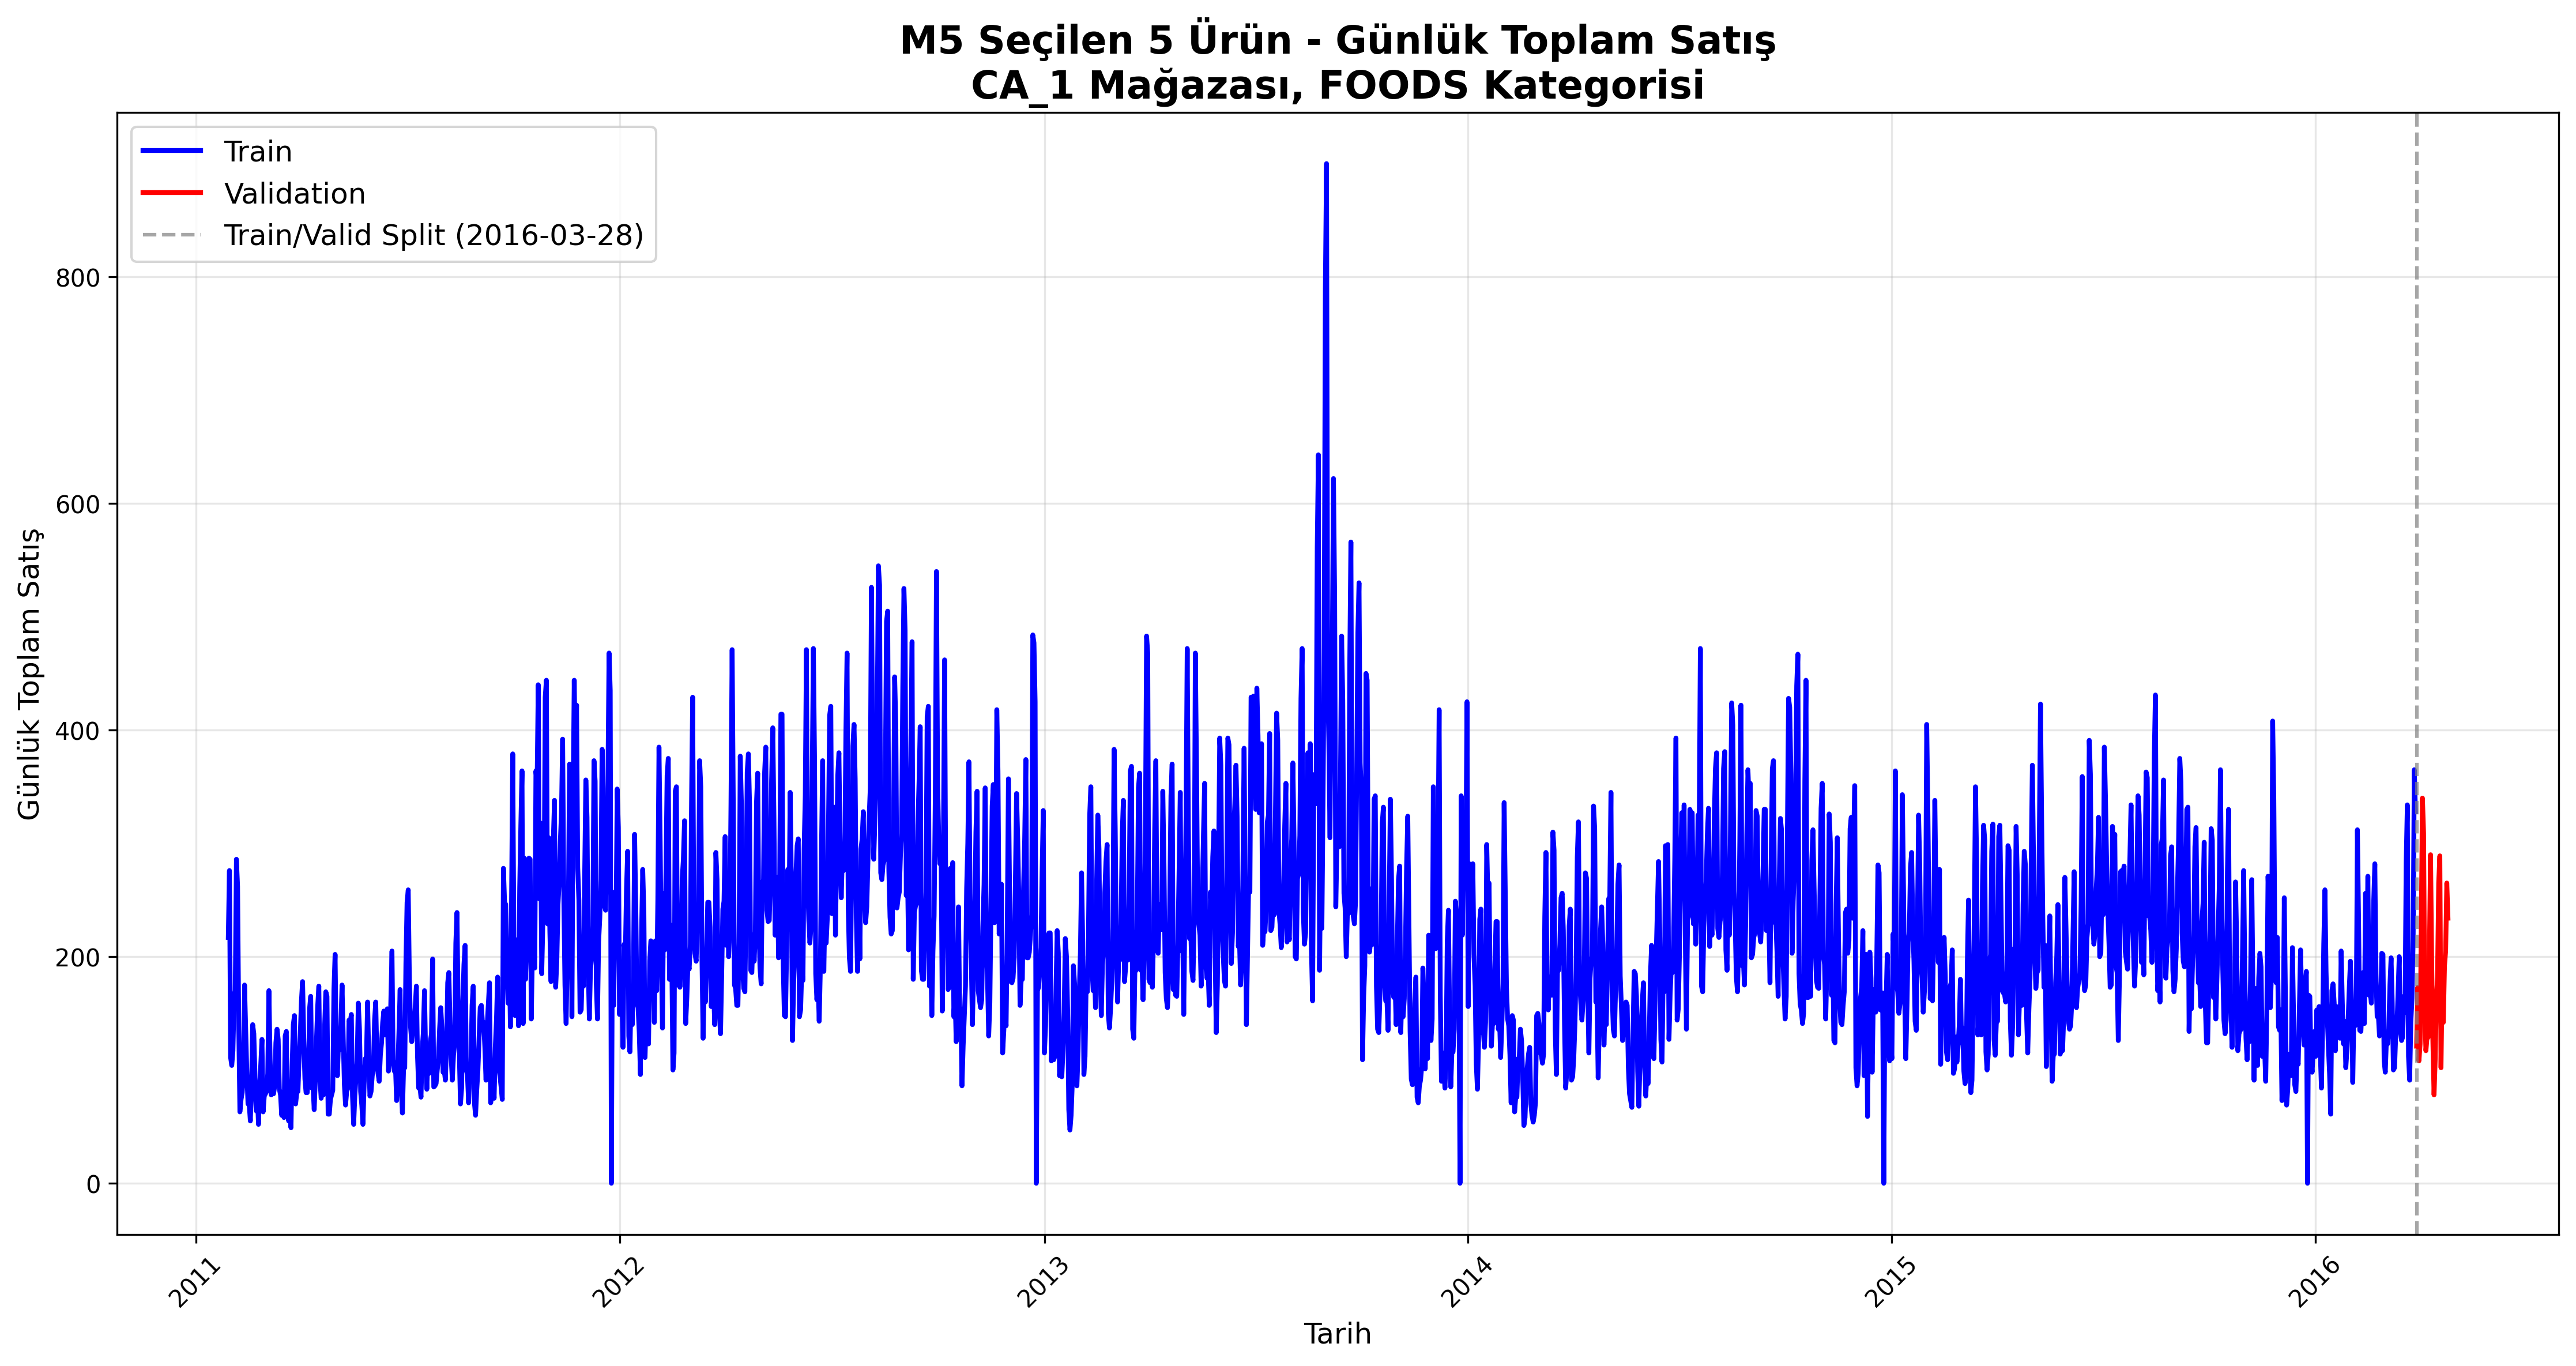 M5 Seçilen 5 Ürün - Günlük Toplam Satış
CA_1 Mağazası, FOODS Kategorisi
Train
Validation
Train/Valid Split (2016-03-28)
Günlük Toplam Satış
800
600
400
200
0
2011
2012
2013
2014
2015
2016
Tarih